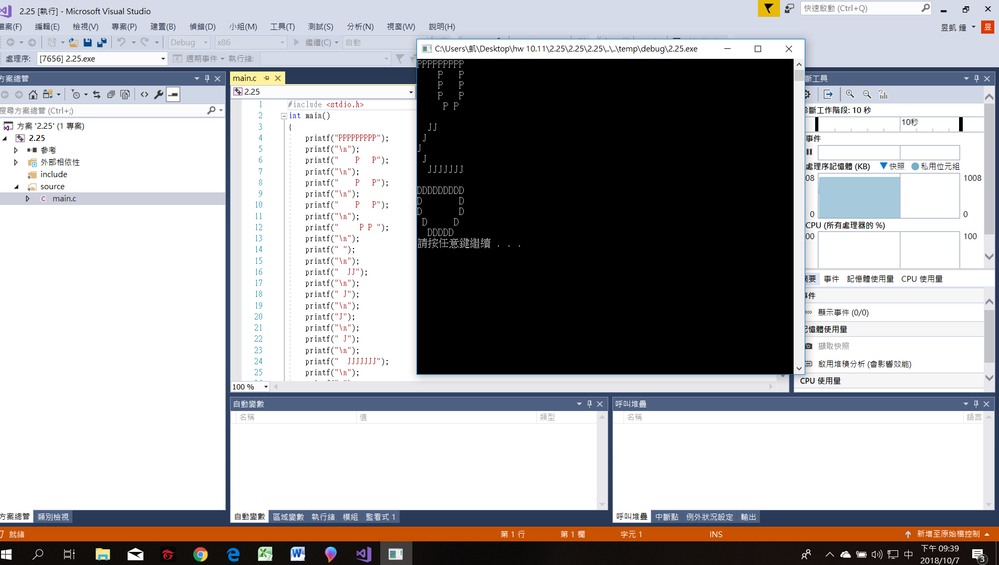 2.25 [執行] - Microsoft Visual Studio
快速啟動 (Ctrl+Q)
檔案(F) 編輯(E) 檢視(V) 專案(P) 建置(B) 偵錯(D) 小組(M) 工具(T) 測試(S) 分析(N) 視窗(W) 說明(H)
昱凱 鐘 昱
Debug x86 繼續(C) 自動
處理序: [7656] 2.25.exe 週期事件 執行緒:
方案總管
搜尋方案總管 (Ctrl+;)
方案 '2.25' (1 專案)
2.25
參考
外部相依性
include
source
main.c
方案總管 類別檢視
main.c
2.25
1 #include <stdio.h>
2 int main()
3 {
4 printf("PPPPPPPPP");
5 printf("\n");
6 printf("    P   P");
7 printf("\n");
8 printf("    P   P");
9 printf("\n");
10 printf("    P   P");
11 printf("\n");
12 printf("     P P ");
13 printf("\n");
14 printf(" ");
15 printf("\n");
16 printf("  JJ");
17 printf("\n");
18 printf(" J");
19 printf("\n");
20 printf("J");
21 printf("\n");
22 printf(" J");
23 printf("\n");
24 printf("  JJJJJJJ");
25 printf("\n");
100 %
C:\Users\凱\Desktop\hw 10.11\2.25\2.25\2.25\..\..\temp\debug\2.25.exe
PPPPPPPPP
    P   P
    P   P
    P   P
     P P
  JJ
 J
J
 J
  JJJJJJJ
DDDDDDDDD
D       D
D       D
 D     D
  DDDDD
請按任意鍵繼續 . . .
斷工具
診斷工作階段: 10 秒
10秒
事件
處理序記憶體 (KB) 快照 私用位元組
08 1008
0 0
CPU (所有處理器的 %)
00 100
摘要 事件 記憶體使用量 CPU 使用量
事件
顯示事件 (0/0)
記憶體使用量
擷取快照
啟用堆積分析 (會影響效能)
CPU 使用量
自動變數
名稱 值 類型
自動變數 區域變數 執行緒 模組 監看式 1
呼叫堆疊
名稱 語言
呼叫堆疊 中斷點 例外狀況設定 輸出
就緒 第 1 行 第 1 欄 字元 1 INS 新增至原始檔控制
中
下午 09:39
2018/10/7
3